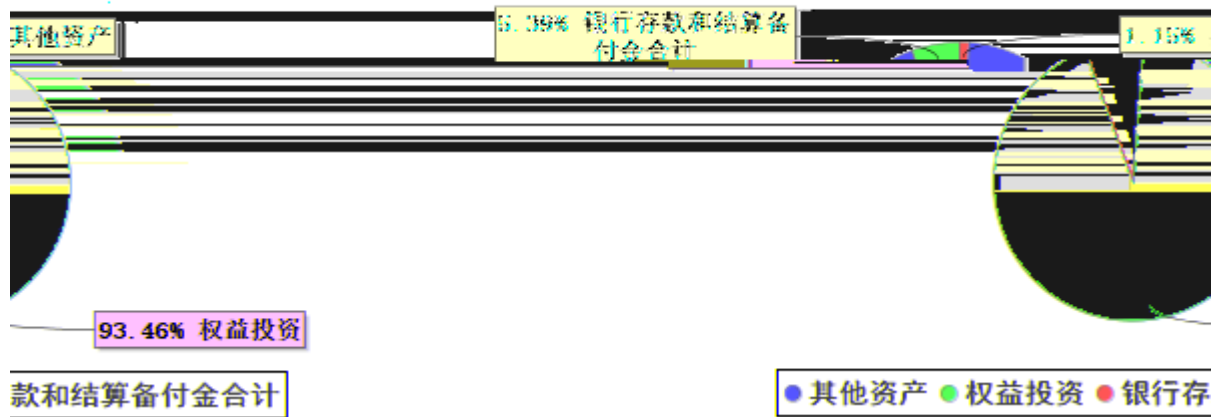 其他资产
5.39% 银行存款和结算备
付金合计
1.15%
93.46% 权益投资
款和结算备付金合计
其他资产 权益投资 银行存